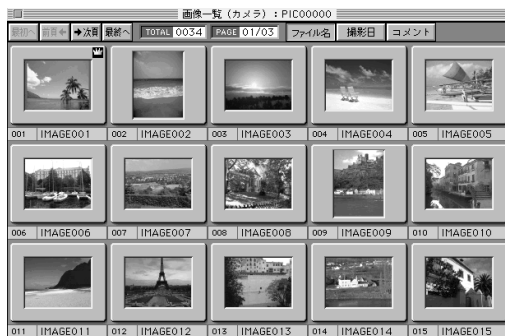 画像一覧（カメラ）：PIC00000
最初へ 前頁← →次頁 最終へ TOTAL 0034 PAGE 01/03 ファイル名 撮影日 コメント
001 IMAGE001 002 IMAGE002 003 IMAGE003 004 IMAGE004 005 IMAGE005
006 IMAGE006 007 IMAGE007 008 IMAGE008 009 IMAGE009 010 IMAGE010
011 IMAGE011 012 IMAGE012 013 IMAGE013 014 IMAGE014 015 IMAGE015